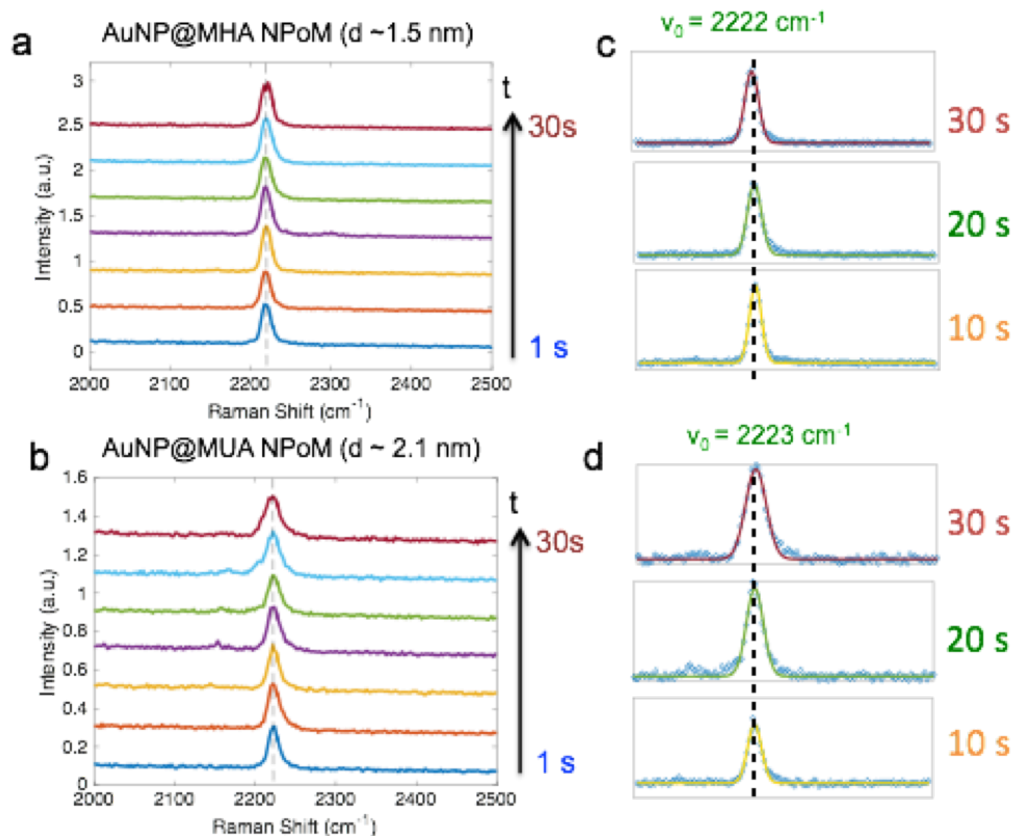 a
AuNP@MHA NPoM (d ~1.5 nm)
t
30s
1 s
3
2.5
2
1.5
1
0.5
0
Intensity (a.u.)
2000 2100 2200 2300 2400 2500
Raman Shift (cm⁻¹)
c
ν₀ = 2222 cm⁻¹
30 s
20 s
10 s
b
AuNP@MUA NPoM (d ~ 2.1 nm)
t
30s
1 s
1.6
1.4
1.2
1
0.8
0.6
0.4
0.2
0
Intensity (a.u.)
2000 2100 2200 2300 2400 2500
Raman Shift (cm⁻¹)
d
ν₀ = 2223 cm⁻¹
30 s
20 s
10 s